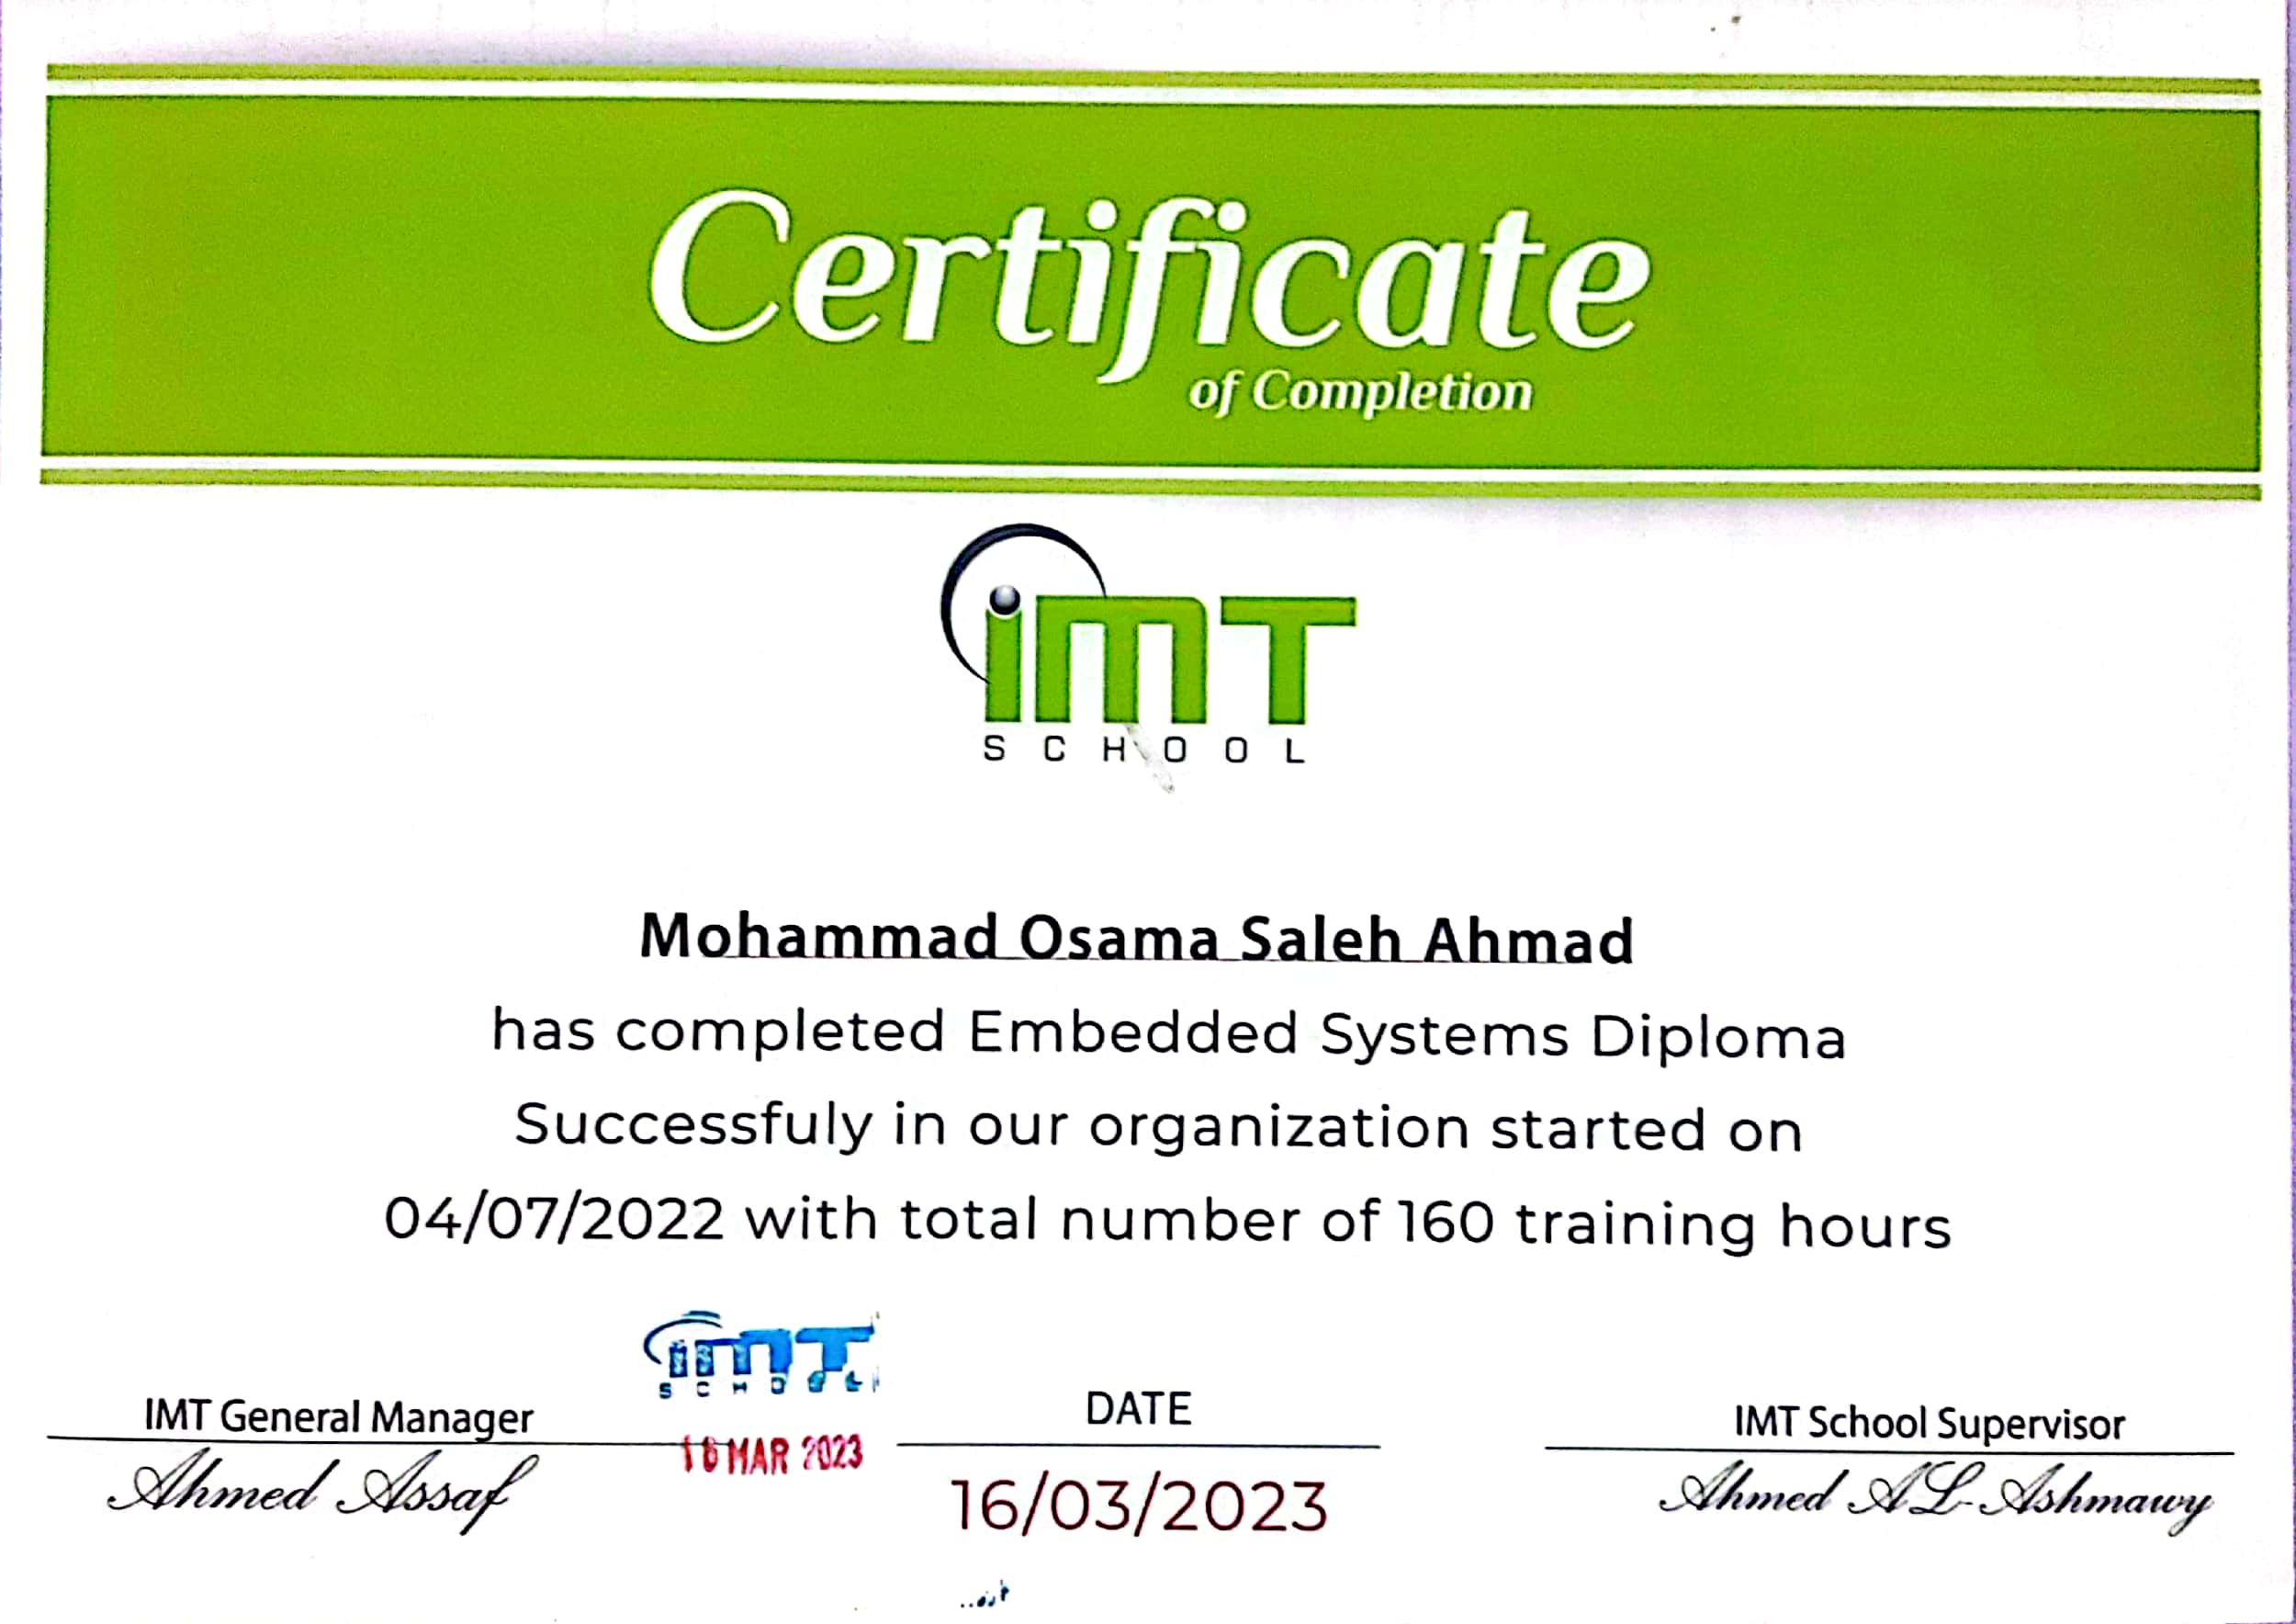 Certificate
of Completion
imT
SCHOOL
Mohammad Osama Saleh Ahmad
has completed Embedded Systems Diploma
Successfuly in our organization started on
04/07/2022 with total number of 160 training hours
imT
SCHOOL
IMT General Manager
DATE
IMT School Supervisor
16 MAR 2023
Ahmed Assaf
16/03/2023
Ahmed AL-Ashmawy